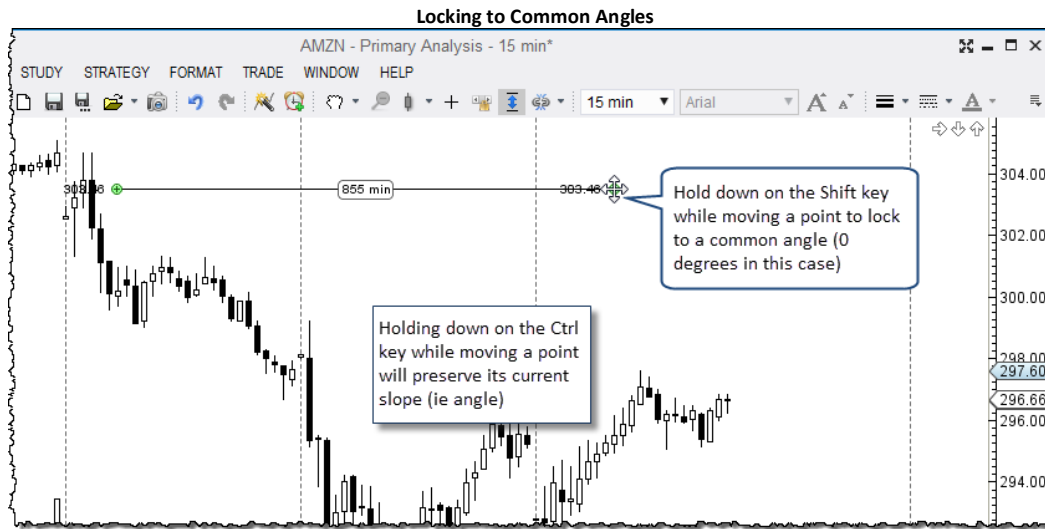 Locking to Common Angles
AMZN - Primary Analysis - 15 min*
STUDY STRATEGY FORMAT TRADE WINDOW HELP
15 min Arial A A A
304.00
303.46 855 min 303.46
Hold down on the Shift key
while moving a point to lock
to a common angle (0
degrees in this case)
302.00
300.00
Holding down on the Ctrl
key while moving a point
will preserve its current
slope (ie angle)
298.00
297.60
296.66
296.00
294.00